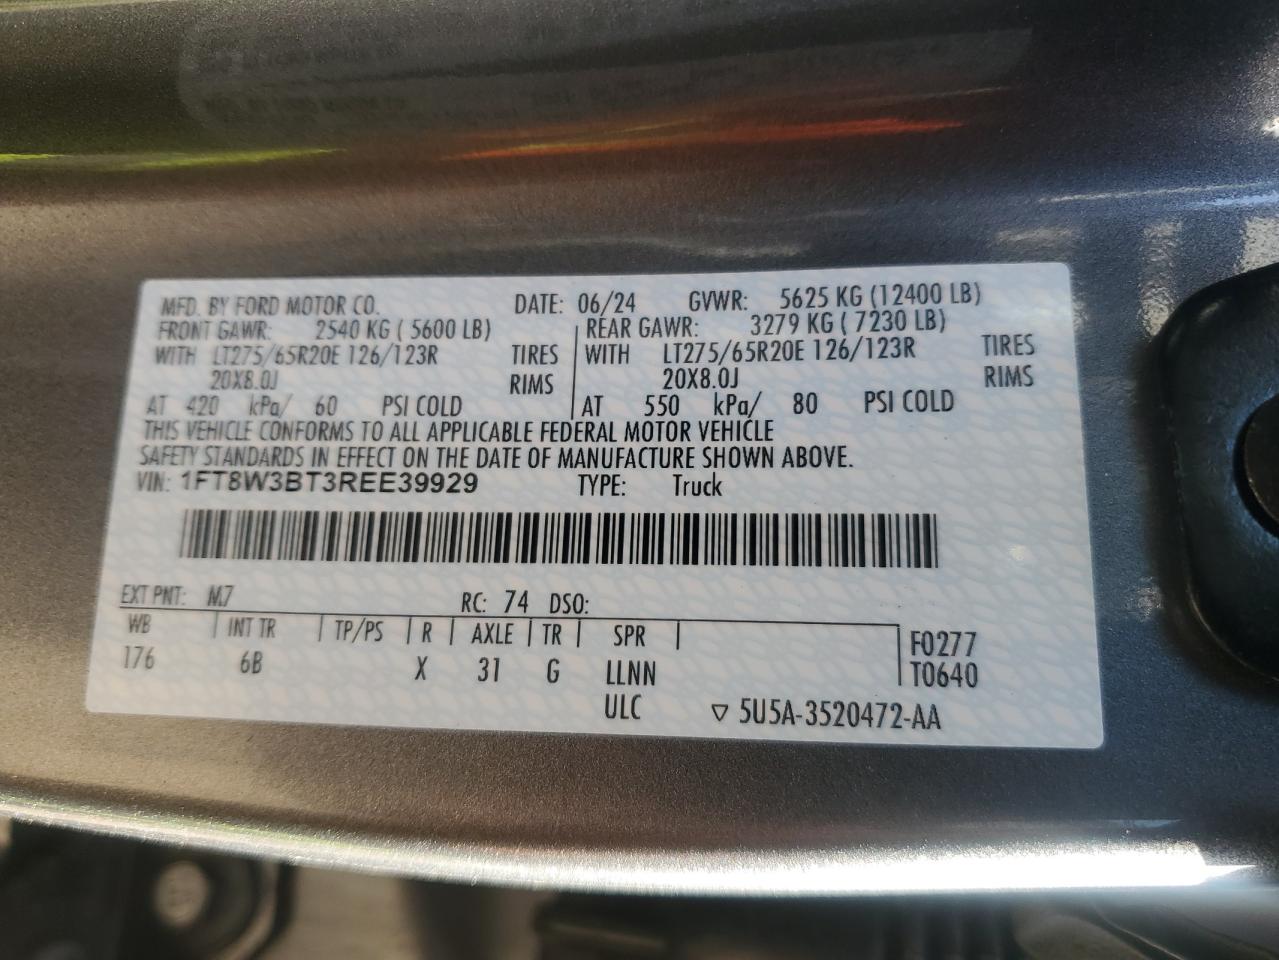 MFD. BY FORD MOTOR CO. DATE: 06/24 GVWR: 5625 KG (12400 LB)
FRONT GAWR: 2540 KG ( 5600 LB) REAR GAWR: 3279 KG ( 7230 LB)
WITH LT275/65R20E 126/123R TIRES WITH LT275/65R20E 126/123R TIRES
20X8.0J RIMS 20X8.0J RIMS
AT 420 kPa/ 60 PSI COLD AT 550 kPa/ 80 PSI COLD
THIS VEHICLE CONFORMS TO ALL APPLICABLE FEDERAL MOTOR VEHICLE
SAFETY STANDARDS IN EFFECT ON THE DATE OF MANUFACTURE SHOWN ABOVE.
VIN: 1FT8W3BT3REE39929 TYPE: Truck
EXT PNT: M7 RC: 74 DSO:
WB INT TR TP/PS R AXLE TR SPR F0277
176 6B X 31 G LLNN T0640
ULC ▽ 5U5A-3520472-AA